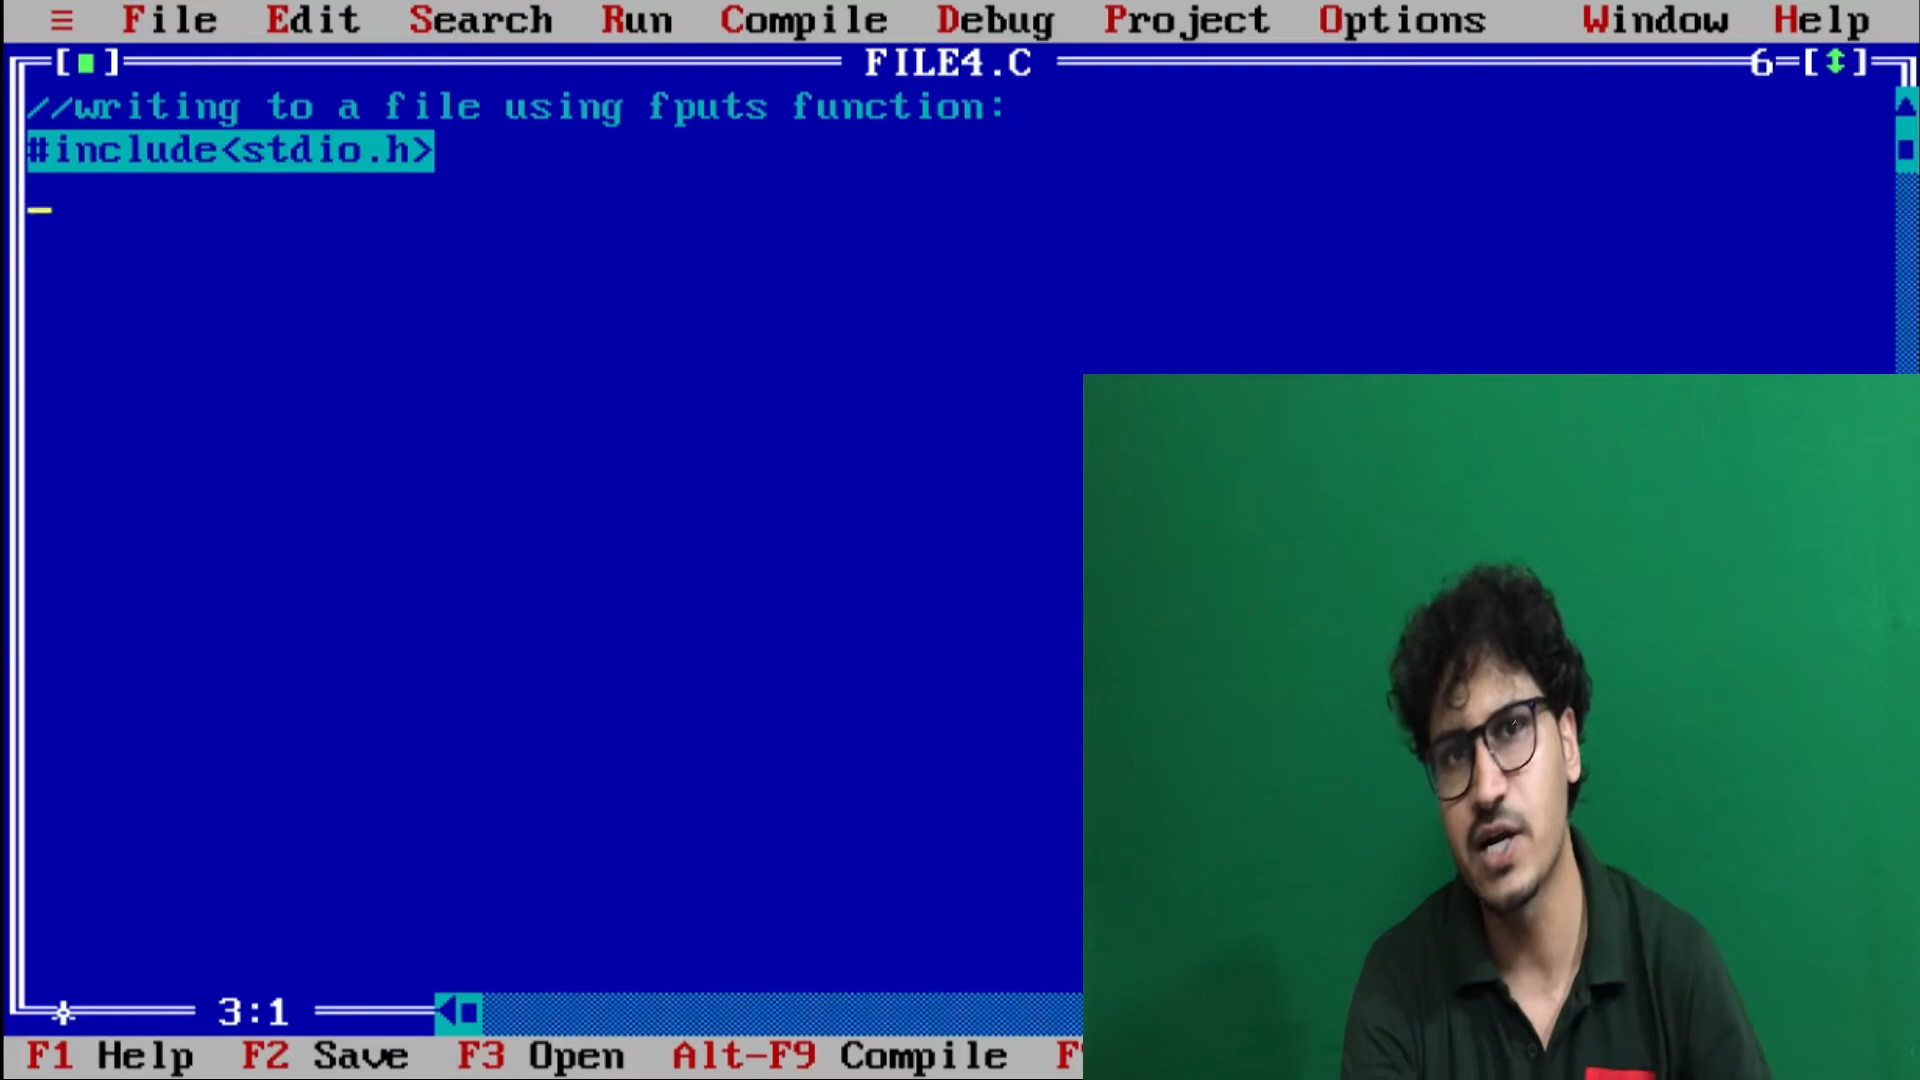 ≡ File Edit Search Run Compile Debug Project Options Window Help
[■] FILE4.C 6=[↕]
//writing to a file using fputs function:
#include<stdio.h>
3:1
F1 Help F2 Save F3 Open Alt-F9 Compile